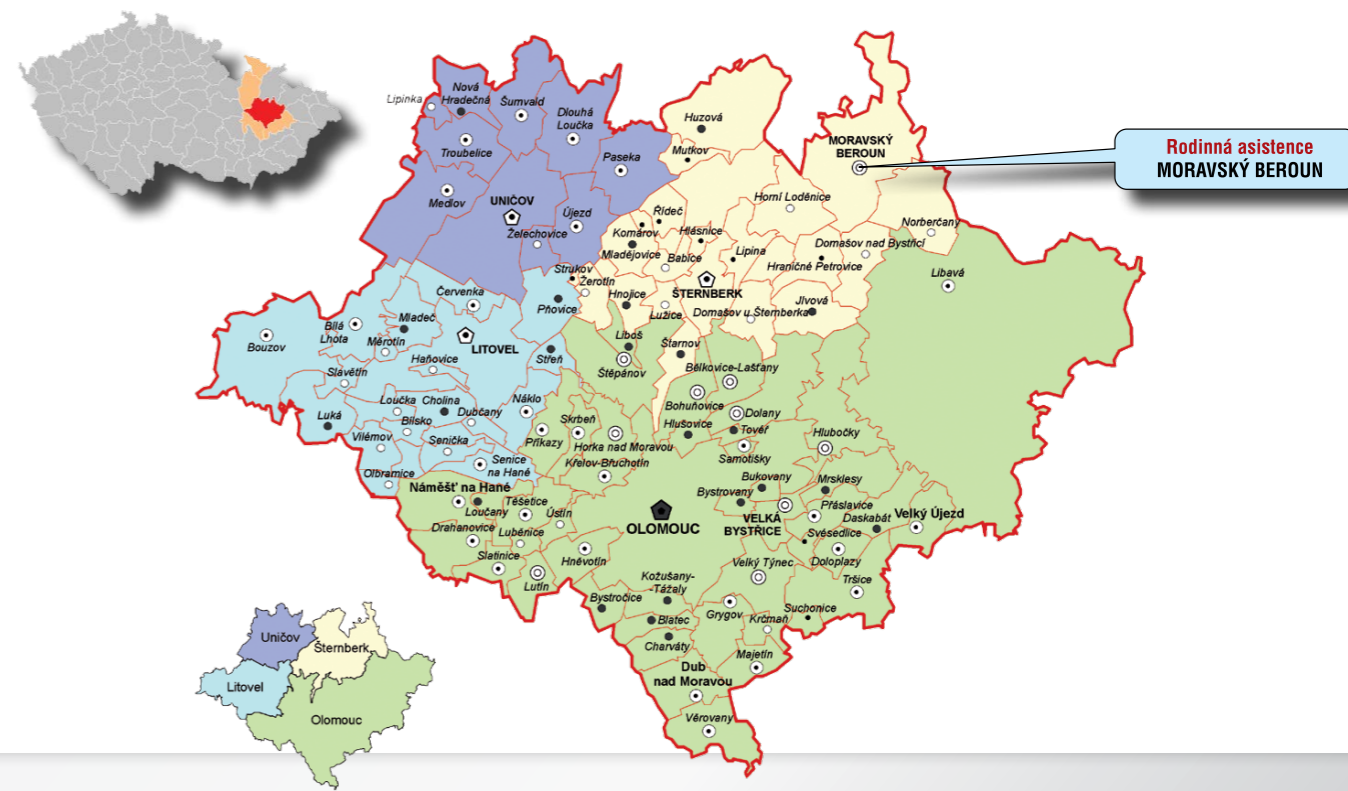 Lipinka
Nová
Hradečná
Šumvald
Dlouhá
Loučka
Troubelice
Paseka
Medlov
UNIČOV
Újezd
Želechovice
Huzová
Mutkov
MORAVSKÝ
BEROUN
Rodinná asistence
MORAVSKÝ BEROUN
Horní Loděnice
Norberčany
Řídeč
Komárov
Hlásnice
Mladějovice
Babice
Lipina
Domašov nad Bystřicí
Hraničné Petrovice
Strukov
Žerotín
ŠTERNBERK
Hnojice
Lužice
Domašov u Šternberka
Jívová
Libavá
Červenka
Pňovice
Bílá
Lhota
Mladeč
Bouzov
Měrotín
LITOVEL
Haňovice
Střeň
Slavětín
Liboš
Štěpánov
Štarnov
Bělkovice-Lašťany
Bohuňovice
Dolany
Loučka
Cholina
Náklo
Luká
Bílsko
Dubčany
Vilémov
Senička
Senice
na Hané
Olbramice
Skrbeň
Příkazy
Horka nad Moravou
Křelov-Břuchotín
Hlušovice
Tovéř
Samotišky
Hlubočky
Bukovany
Bystrovany
Mrsklesy
Přáslavice
Daskabát
Velký Újezd
Náměšť na Hané
Loučany
Těšetice
Ústín
OLOMOUC
VELKÁ
BYSTŘICE
Svésedlice
Doloplazy
Drahanovice
Luběnice
Slatinice
Hněvotín
Lutín
Velký Týnec
Tršice
Kožušany-
Tážaly
Bystročice
Blatec
Grygov
Krčmaň
Suchonice
Charváty
Majetín
Dub
nad Moravou
Věrovany
Uničov
Šternberk
Litovel
Olomouc